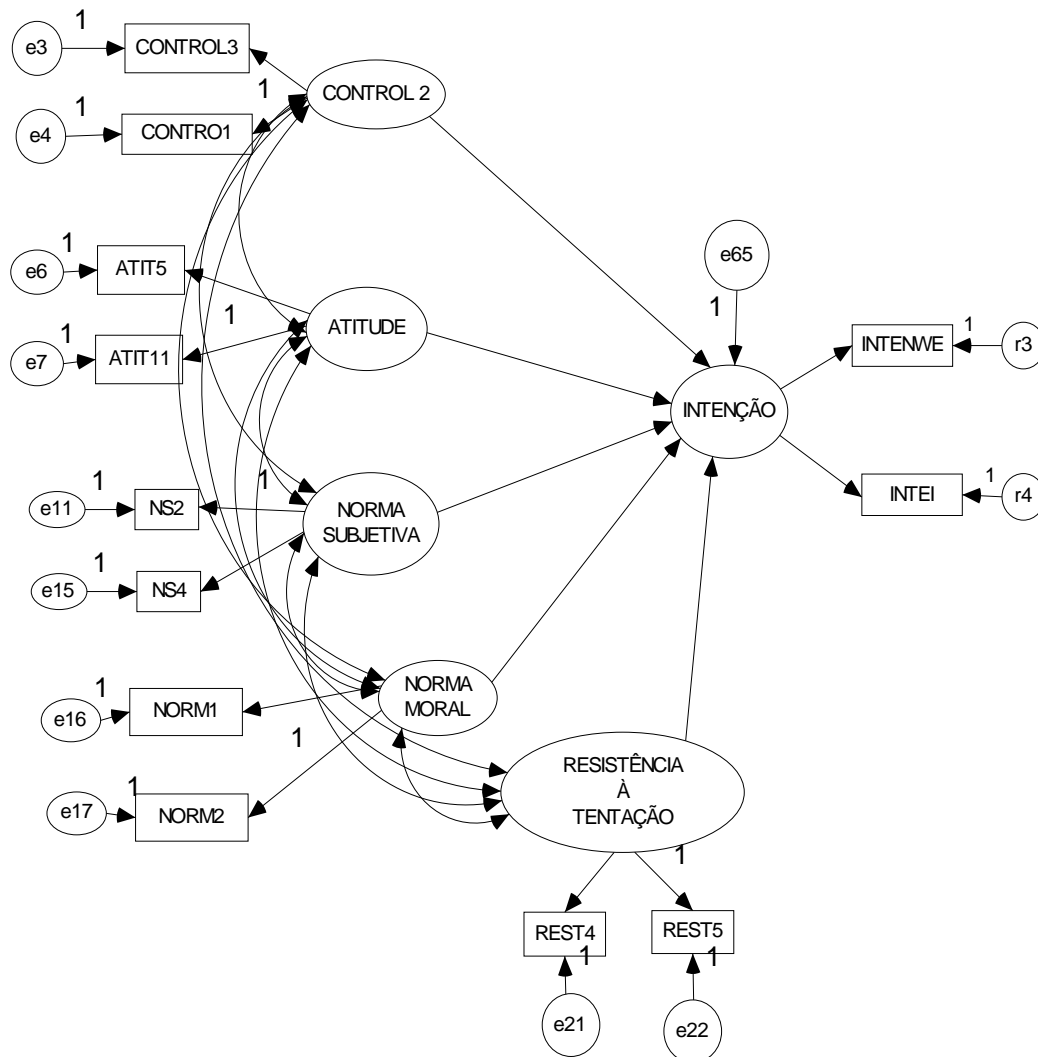 1
e3
CONTROL3
1
CONTROL 2
1
e4
CONTRO1
1
e6
ATIT5
1
ATITUDE
1
e7
ATIT11
e65
1
INTENWE
1
r3
INTENÇÃO
INTEI
1
r4
1
1
e11
NS2
NORMA
SUBJETIVA
1
e15
NS4
1
e16
NORM1
NORMA
MORAL
1
1
e17
NORM2
RESISTÊNCIA
À
TENTAÇÃO
1
REST4
1
REST5
1
e21
e22